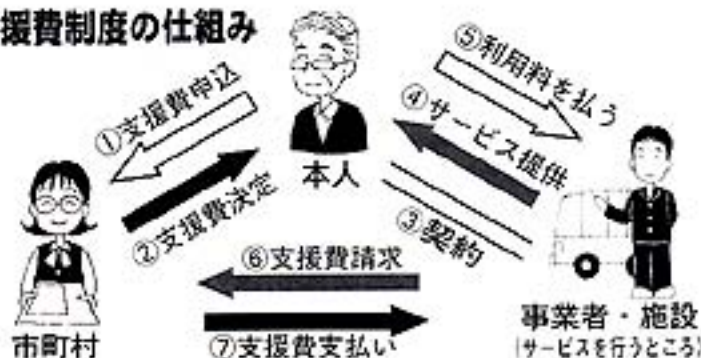 援費制度の仕組み
①支援費申込
②支援費決定
本人
⑤利用料を払う
④サービス提供
③契約
⑥支援費請求
⑦支援費支払い
市町村
事業者・施設
(サービスを行うところ)